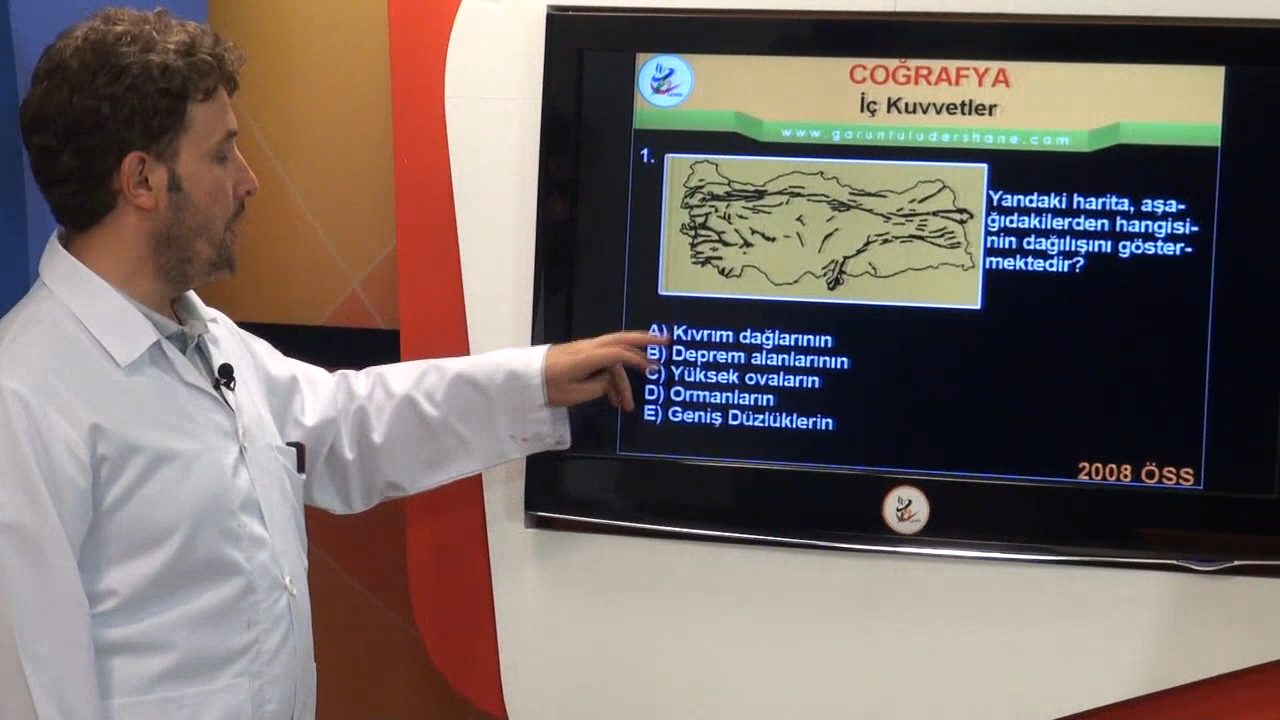 COĞRAFYA
İç Kuvvetler
www.goruntuludershane.com
1.
Yandaki harita, aşa-
ğıdakilerden hangisi-
nin dağılışını göster-
mektedir?
A) Kıvrım dağlarının
B) Deprem alanlarının
C) Yüksek ovaların
D) Ormanların
E) Geniş Düzlüklerin
2008 ÖSS